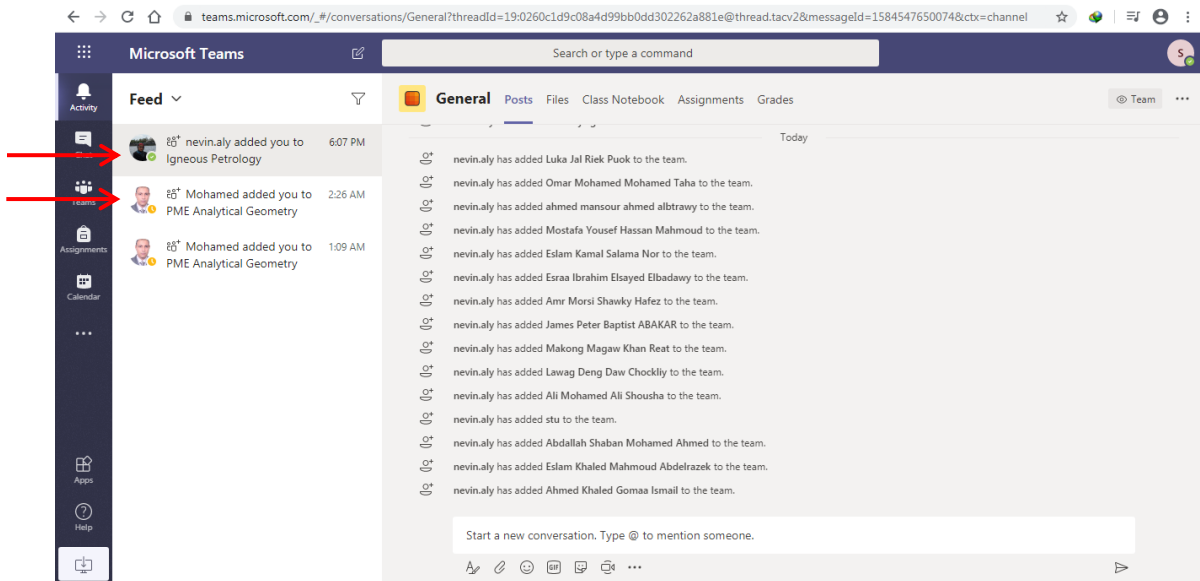 teams.microsoft.com/_#/conversations/General?threadId=19:0260c1d9c08a4d99bb0dd302262a881e@thread.tacv2&messageId=1584547650074&ctx=channel
Microsoft Teams
Search or type a command
S
Activity
Chat
Teams
Assignments
Calendar
Apps
Help
Feed
nevin.aly added you to
Igneous Petrology
6:07 PM
Mohamed added you to
PME Analytical Geometry
2:26 AM
Mohamed added you to
PME Analytical Geometry
1:09 AM
General Posts Files Class Notebook Assignments Grades
Team
Today
nevin.aly has added Luka Jal Riek Puok to the team.
nevin.aly has added Omar Mohamed Mohamed Taha to the team.
nevin.aly has added ahmed mansour ahmed albtrawy to the team.
nevin.aly has added Mostafa Yousef Hassan Mahmoud to the team.
nevin.aly has added Eslam Kamal Salama Nor to the team.
nevin.aly has added Esraa Ibrahim Elsayed Elbadawy to the team.
nevin.aly has added Amr Morsi Shawky Hafez to the team.
nevin.aly has added James Peter Baptist ABAKAR to the team.
nevin.aly has added Makong Magaw Khan Reat to the team.
nevin.aly has added Lawag Deng Daw Chockliy to the team.
nevin.aly has added Ali Mohamed Ali Shousha to the team.
nevin.aly has added stu to the team.
nevin.aly has added Abdallah Shaban Mohamed Ahmed to the team.
nevin.aly has added Eslam Khaled Mahmoud Abdelrazek to the team.
nevin.aly has added Ahmed Khaled Gomaa Ismail to the team.
Start a new conversation. Type @ to mention someone.
GIF